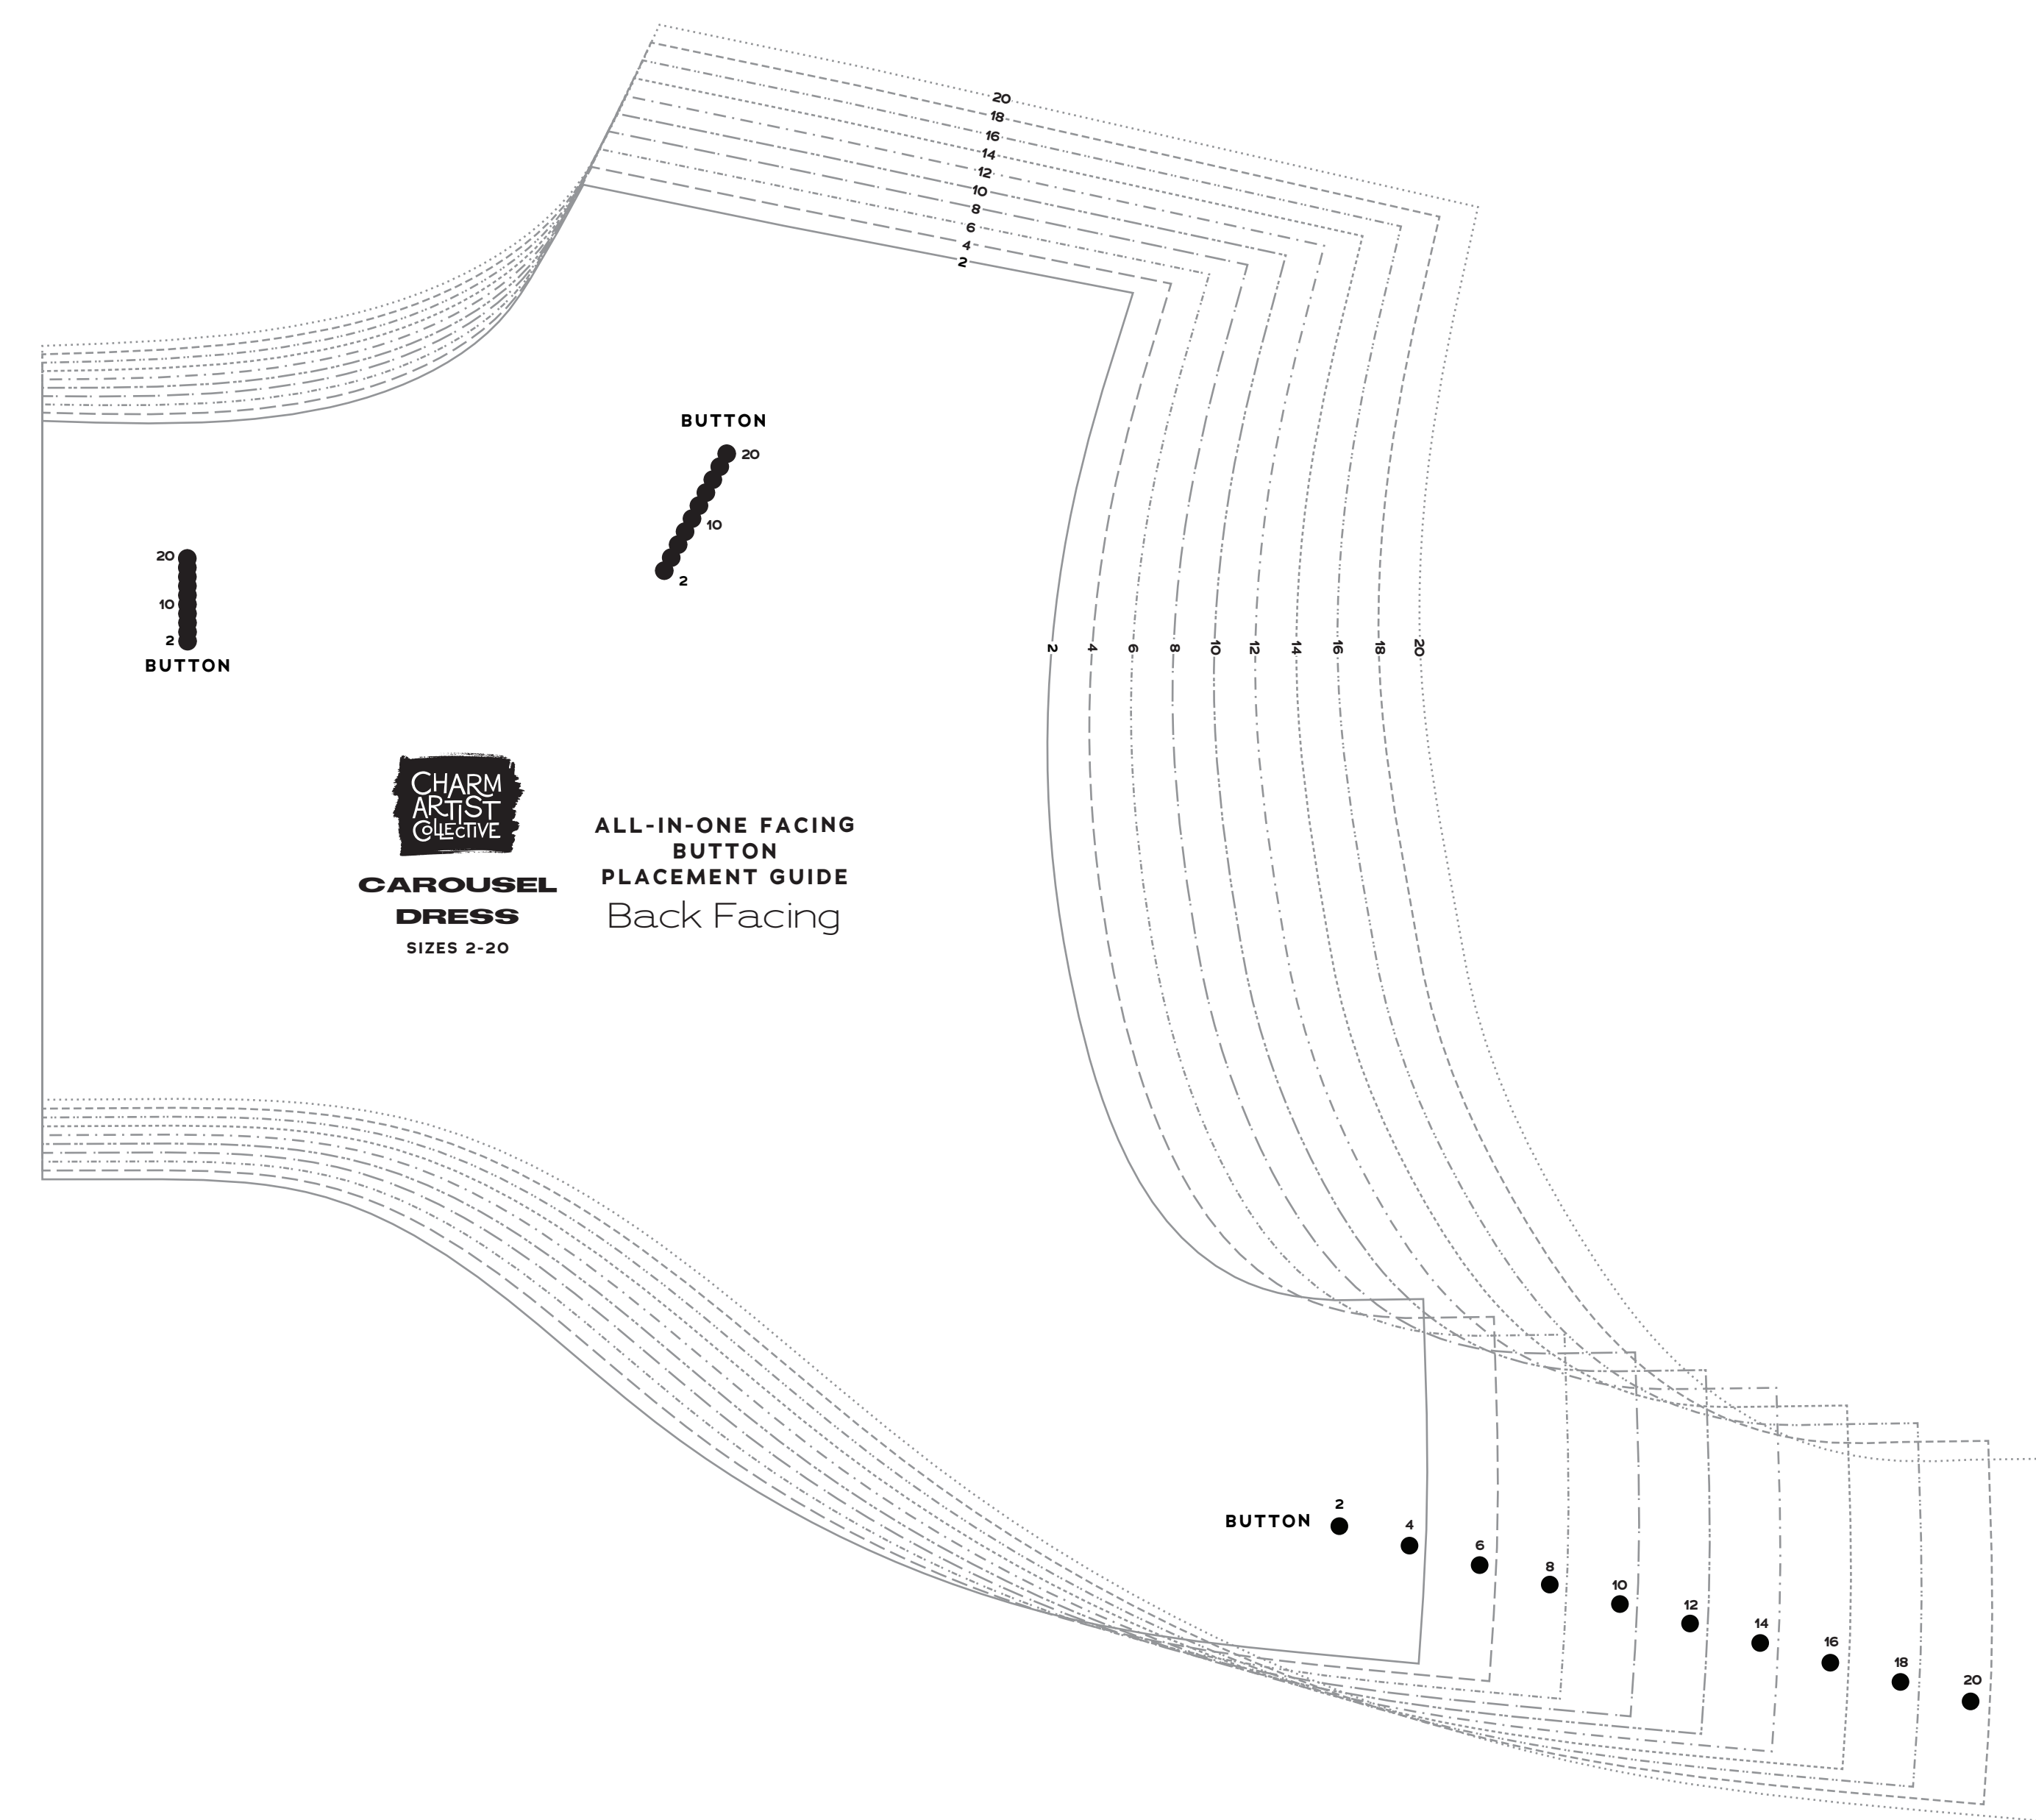 20
18
16
14
12
10
8
6
4
2
BUTTON
20
10
2
20
10
2
BUTTON
2 4 6 8 10 12 14 16 18 20
CHARM
ARTIST
COLLECTIVE
CAROUSEL
DRESS
SIZES 2-20
ALL-IN-ONE FACING
BUTTON
PLACEMENT GUIDE
Back Facing
BUTTON
2
4
6
8
10
12
14
16
18
20